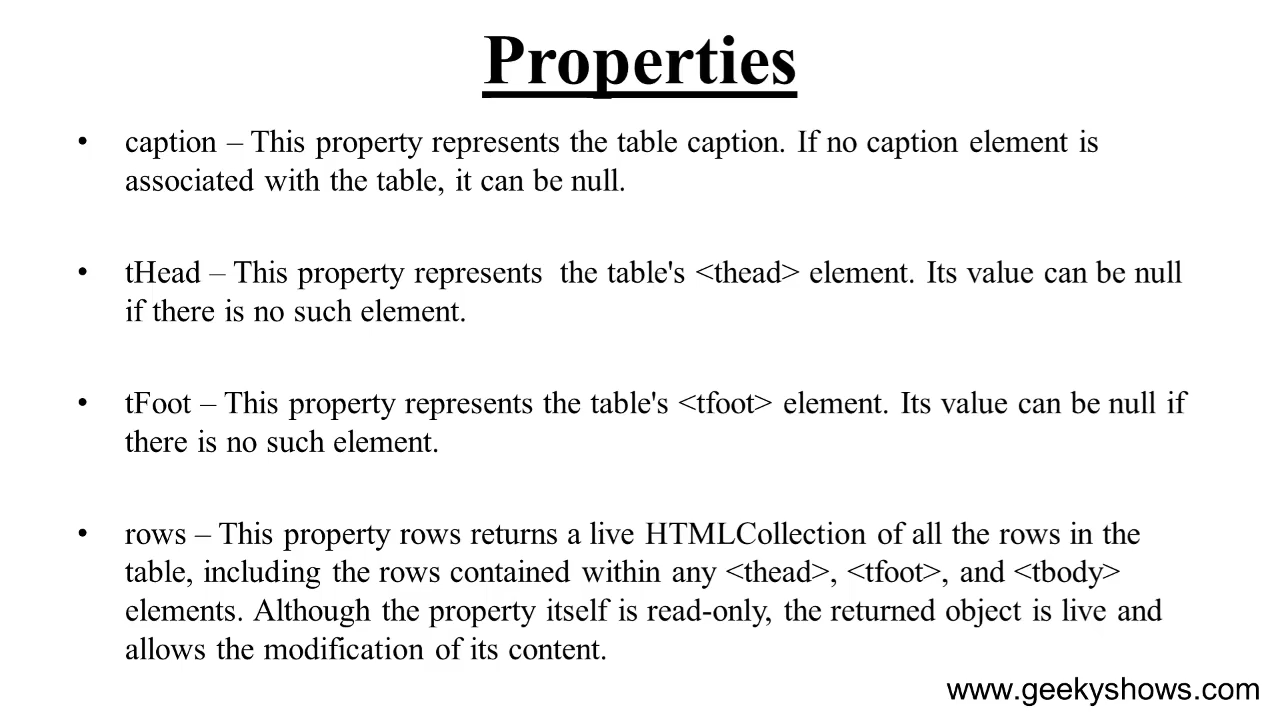 Properties
• caption – This property represents the table caption. If no caption element is
associated with the table, it can be null.
• tHead – This property represents  the table's <thead> element. Its value can be null
if there is no such element.
• tFoot – This property represents the table's <tfoot> element. Its value can be null if
there is no such element.
• rows – This property rows returns a live HTMLCollection of all the rows in the
table, including the rows contained within any <thead>, <tfoot>, and <tbody>
elements. Although the property itself is read-only, the returned object is live and
allows the modification of its content.
www.geekyshows.com